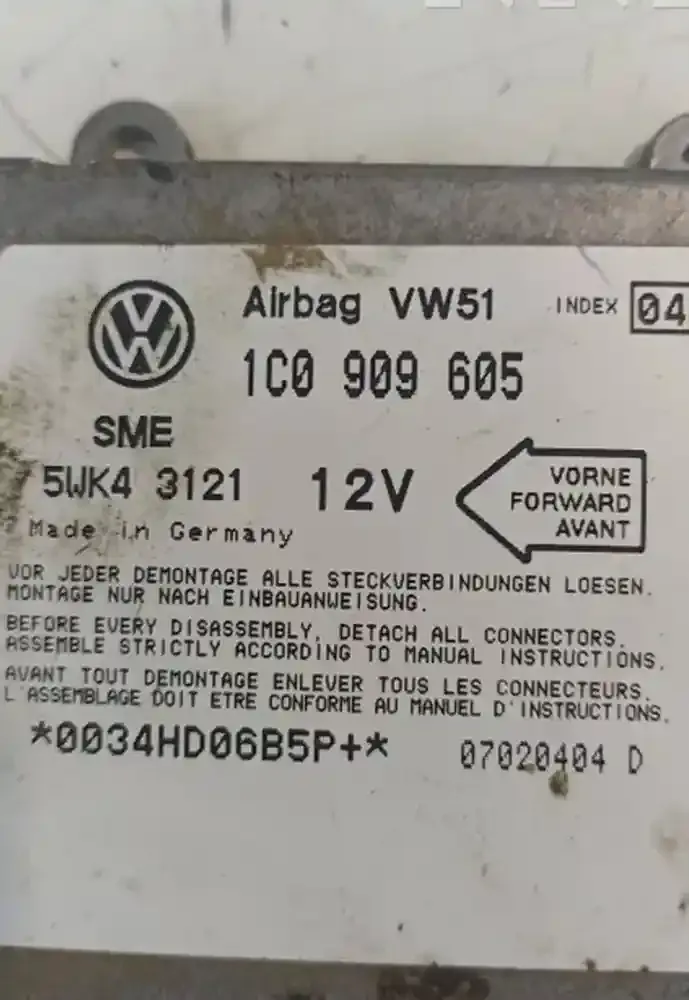 Airbag VW51 INDEX 04
1C0 909 605
SME
5WK4 3121 12V
VORNE
FORWARD
AVANT
Made in Germany
VOR JEDER DEMONTAGE ALLE STECKVERBINDUNGEN LOESEN.
MONTAGE NUR NACH EINBAUANWEISUNG.
BEFORE EVERY DISASSEMBLY, DETACH ALL CONNECTORS.
ASSEMBLE STRICTLY ACCORDING TO MANUAL INSTRUCTIONS.
AVANT TOUT DEMONTAGE ENLEVER TOUS LES CONNECTEURS.
L'ASSEMBLAGE DOIT ETRE CONFORME AU MANUEL D'INSTRUCTIONS.
*0034HD06B5P+* 07020404 D